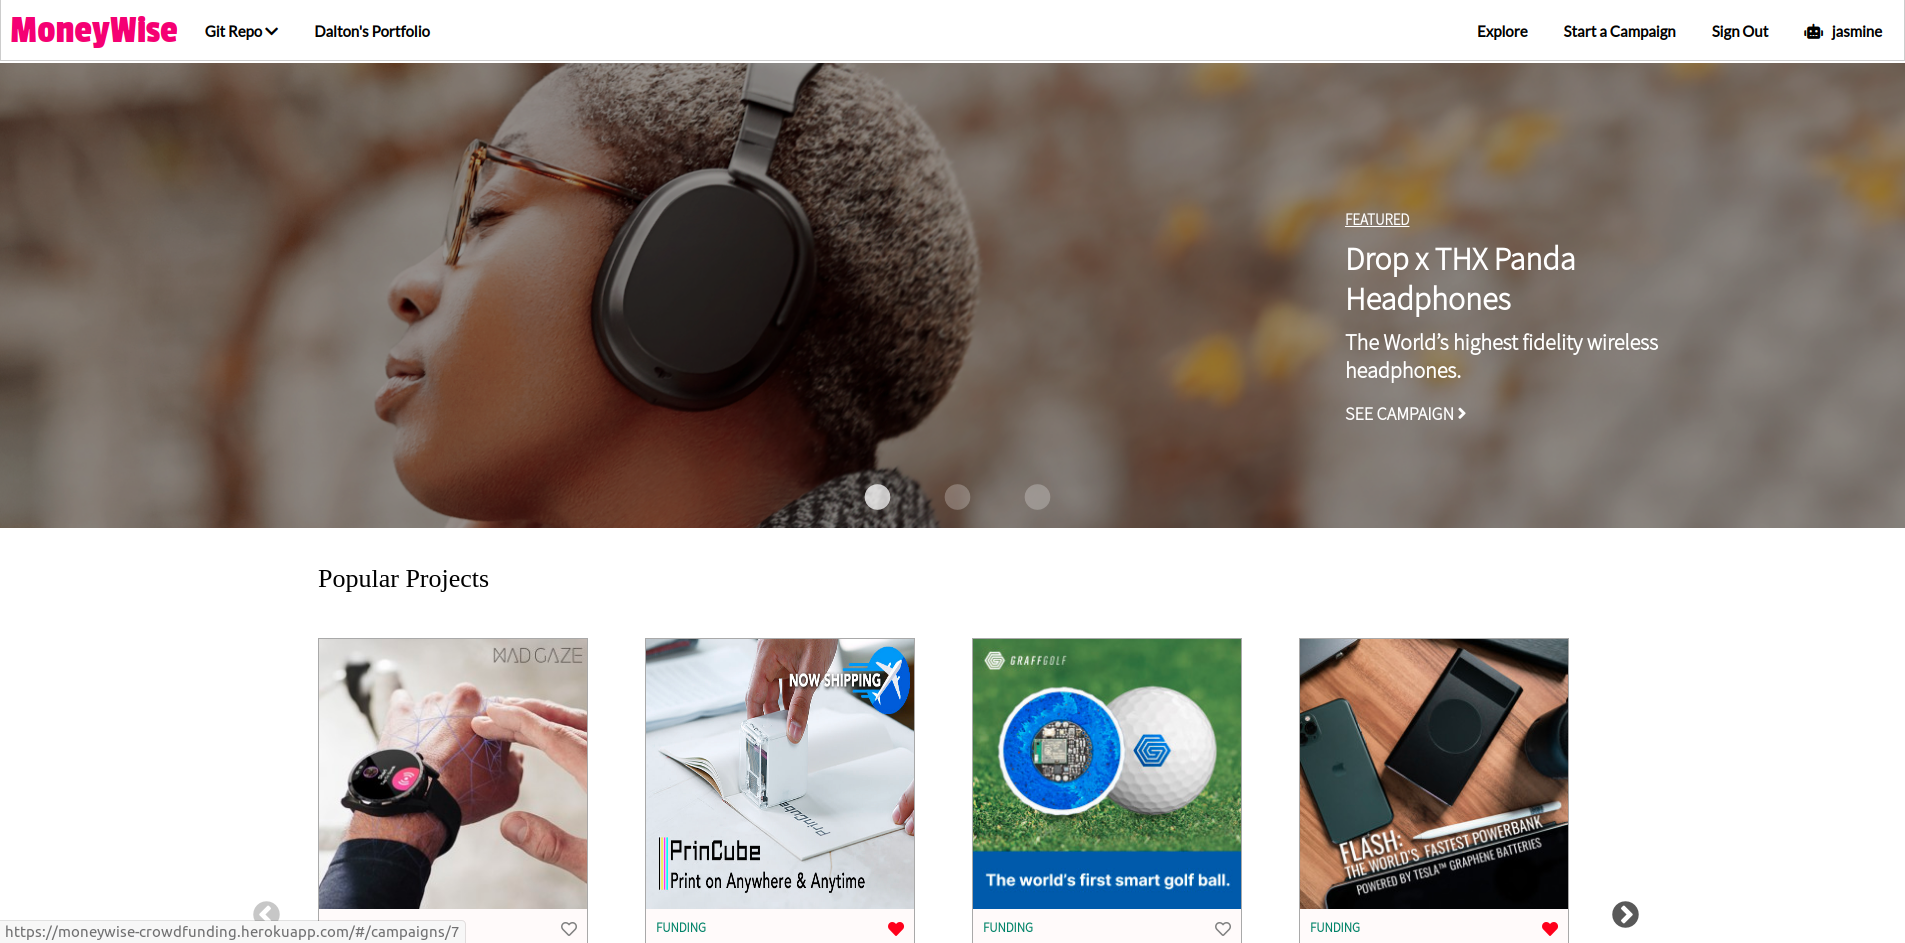 MoneyWise
Git Repo
Dalton's Portfolio
Explore
Start a Campaign
Sign Out
jasmine
FEATURED
Drop x THX Panda
Headphones
The World’s highest fidelity wireless
headphones.
SEE CAMPAIGN
Popular Projects
MAD GAZE
NOW SHIPPING
PrinCube
PrinCube
Print on Anywhere & Anytime
GRAFFGOLF
The world's first smart golf ball.
FLASH:
THE WORLD'S FASTEST POWERBANK
POWERED BY TESLA™ GRAPHENE BATTERIES
FUNDING
FUNDING
FUNDING
https://moneywise-crowdfunding.herokuapp.com/#/campaigns/7